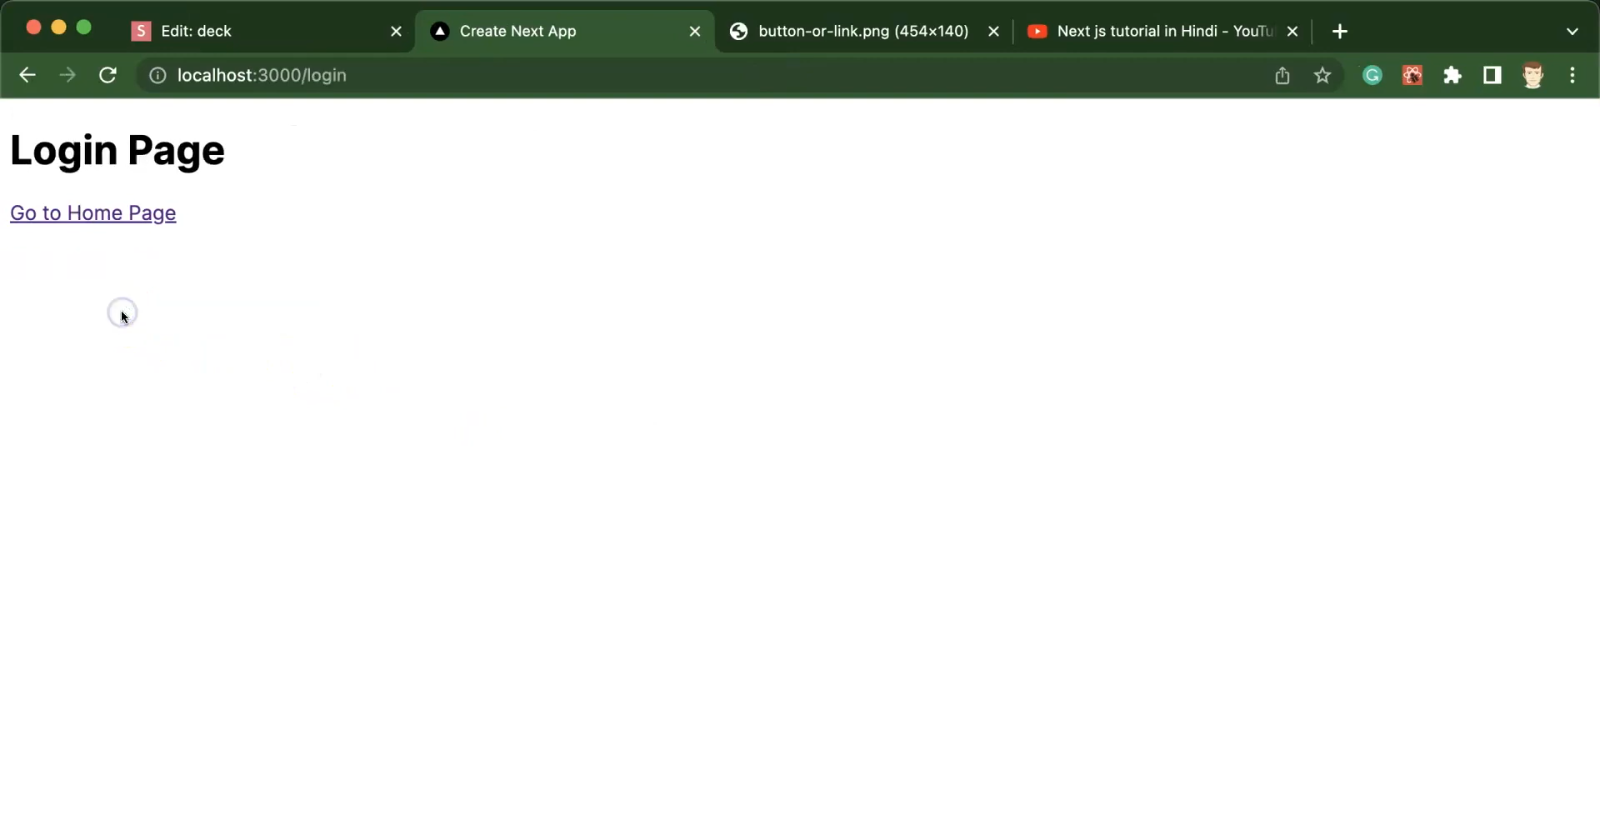 S Edit: deck
Create Next App
button-or-link.png (454×140)
Next js tutorial in Hindi - YouTu
localhost:3000/login
Login Page
Go to Home Page